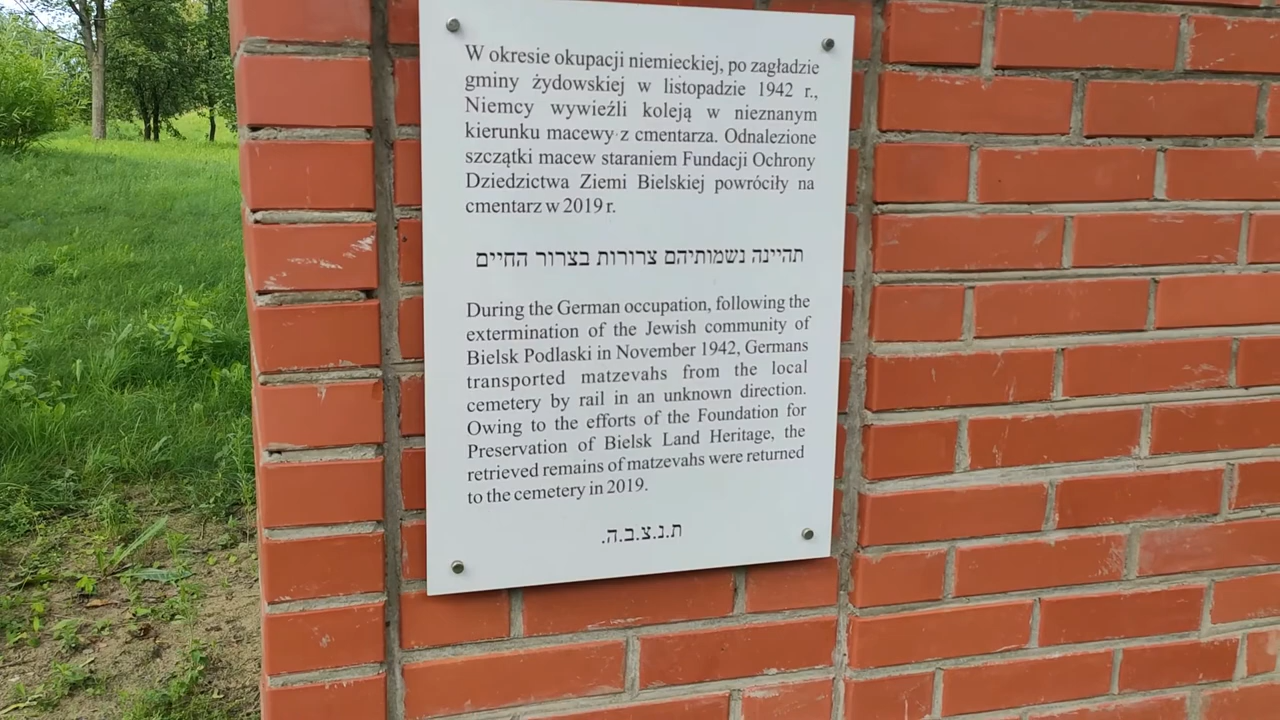 W okresie okupacji niemieckiej, po zagładzie
gminy żydowskiej w listopadzie 1942 r.,
Niemcy wywieźli koleją w nieznanym
kierunku macewy z cmentarza. Odnalezione
szczątki macew staraniem Fundacji Ochrony
Dziedzictwa Ziemi Bielskiej powróciły na
cmentarz w 2019 r.
תהיינה נשמותיהם צרורות בצרור החיים
During the German occupation, following the
extermination of the Jewish community of
Bielsk Podlaski in November 1942, Germans
transported matzevahs from the local
cemetery by rail in an unknown direction.
Owing to the efforts of the Foundation for
Preservation of Bielsk Land Heritage, the
retrieved remains of matzevahs were returned
to the cemetery in 2019.
ת.נ.צ.ב.ה.